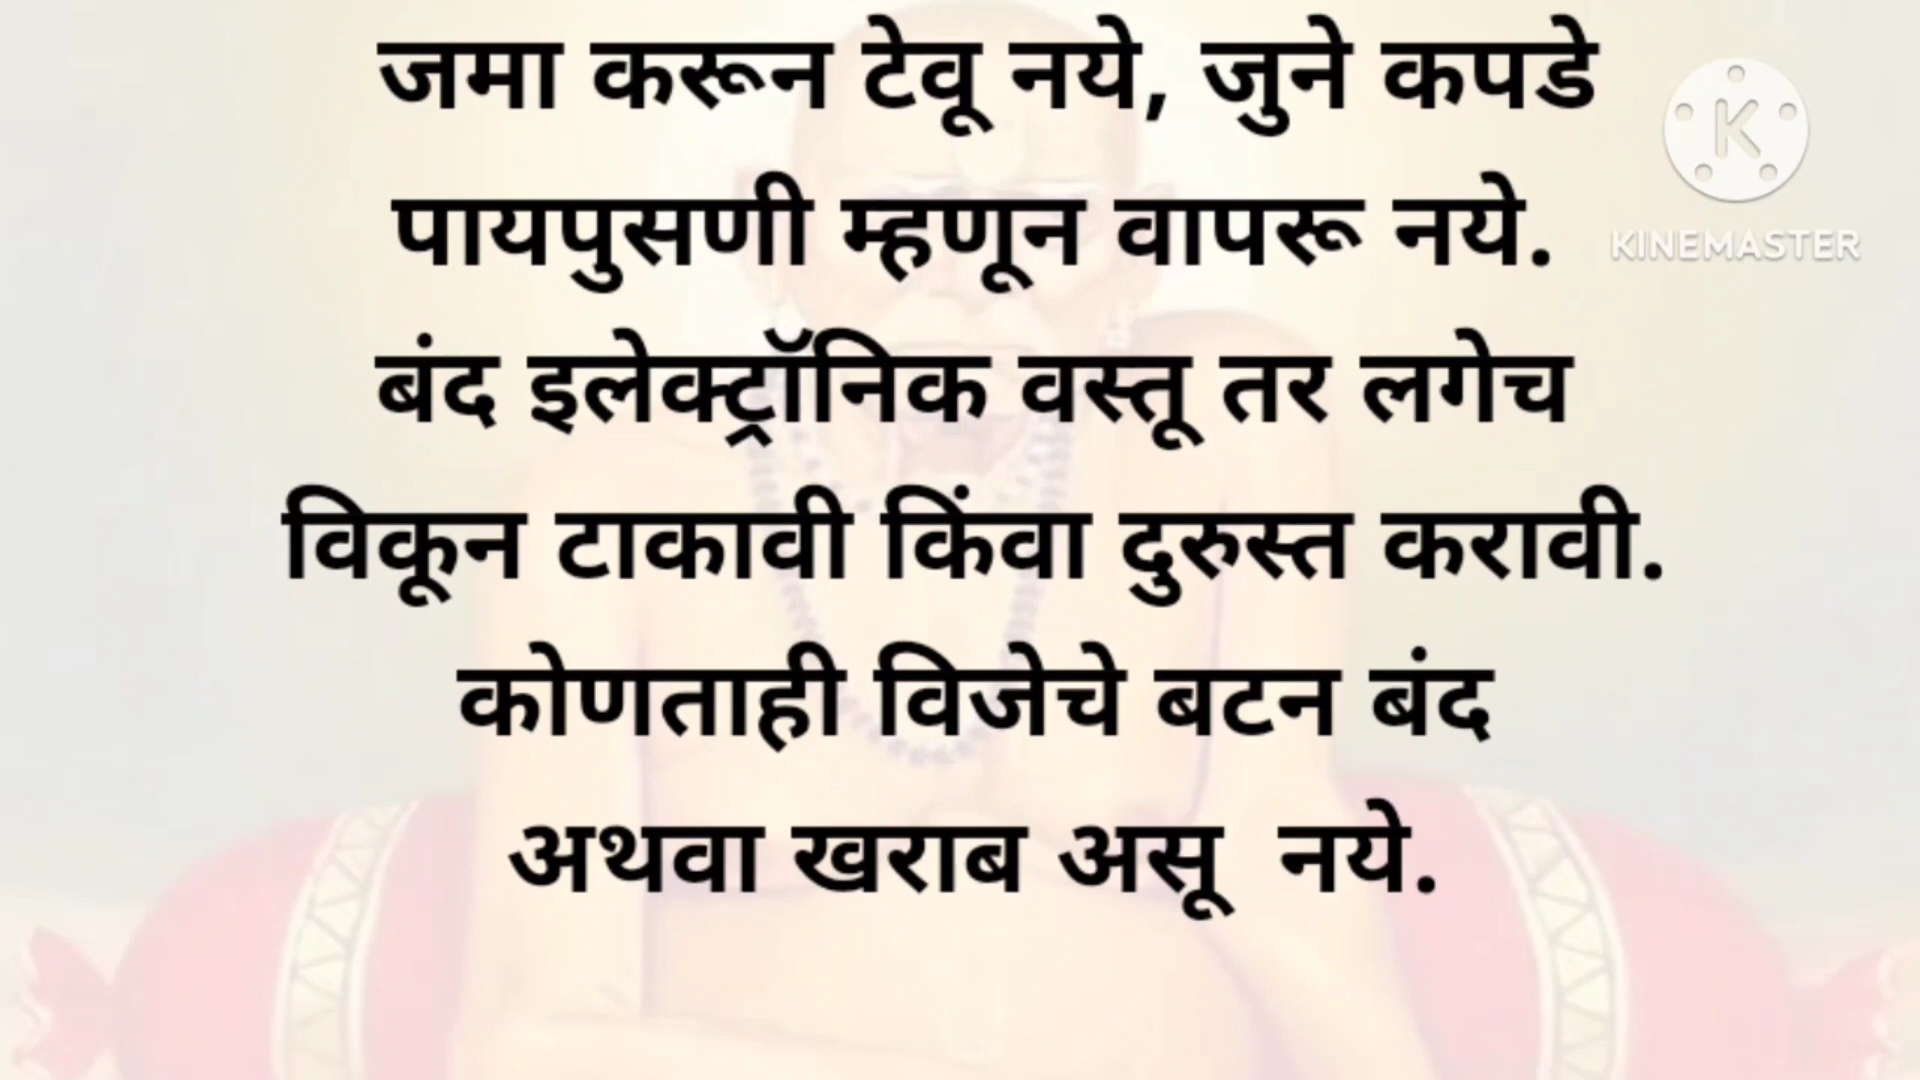 जमा करून टेवू नये, जुने कपडे
पायपुसणी म्हणून वापरू नये.
बंद इलेक्ट्रॉनिक वस्तू तर लगेच
विकून टाकावी किंवा दुरुस्त करावी.
कोणताही विजेचे बटन बंद
अथवा खराब असू नये.
K
KINEMASTER